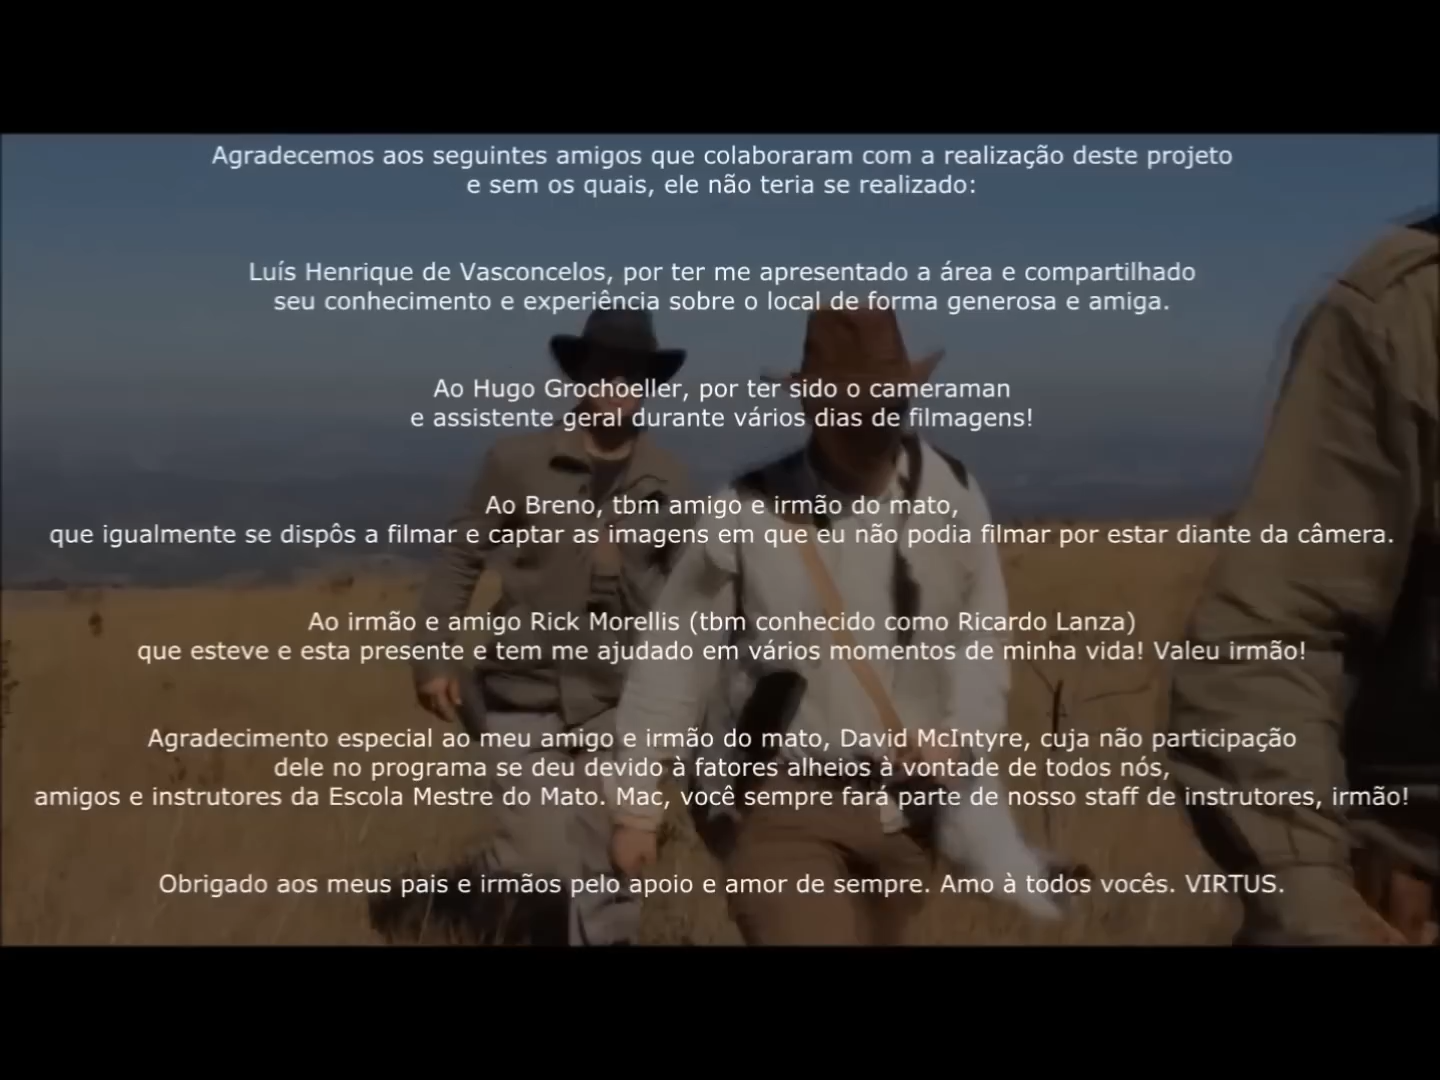 Agradecemos aos seguintes amigos que colaboraram com a realização deste projeto
e sem os quais, ele não teria se realizado:
Luís Henrique de Vasconcelos, por ter me apresentado a área e compartilhado
seu conhecimento e experiência sobre o local de forma generosa e amiga.
Ao Hugo Grochoeller, por ter sido o cameraman
e assistente geral durante vários dias de filmagens!
Ao Breno, tbm amigo e irmão do mato,
que igualmente se dispôs a filmar e captar as imagens em que eu não podia filmar por estar diante da câmera.
Ao irmão e amigo Rick Morellis (tbm conhecido como Ricardo Lanza)
que esteve e esta presente e tem me ajudado em vários momentos de minha vida! Valeu irmão!
Agradecimento especial ao meu amigo e irmão do mato, David McIntyre, cuja não participação
dele no programa se deu devido à fatores alheios à vontade de todos nós,
amigos e instrutores da Escola Mestre do Mato. Mac, você sempre fará parte de nosso staff de instrutores, irmão!
Obrigado aos meus pais e irmãos pelo apoio e amor de sempre. Amo à todos vocês. VIRTUS.